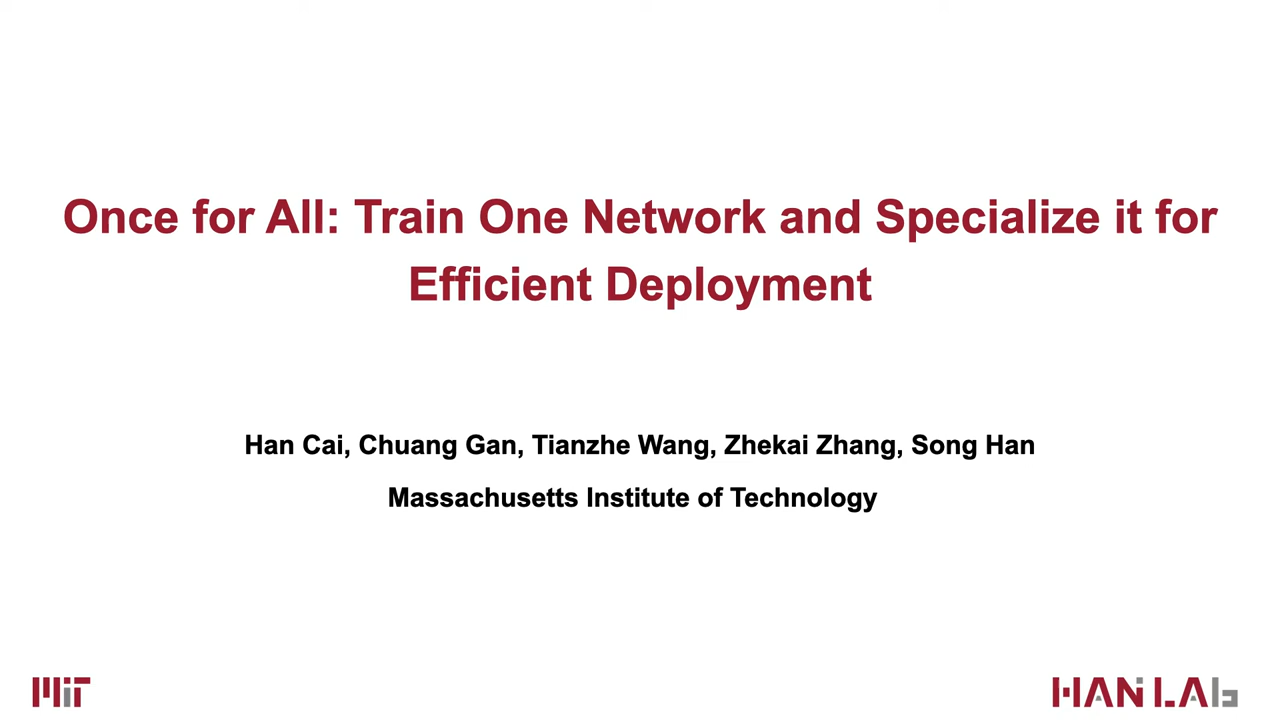 Once for All: Train One Network and Specialize it for
Efficient Deployment
Han Cai, Chuang Gan, Tianzhe Wang, Zhekai Zhang, Song Han
Massachusetts Institute of Technology
MiT
HAN LAb